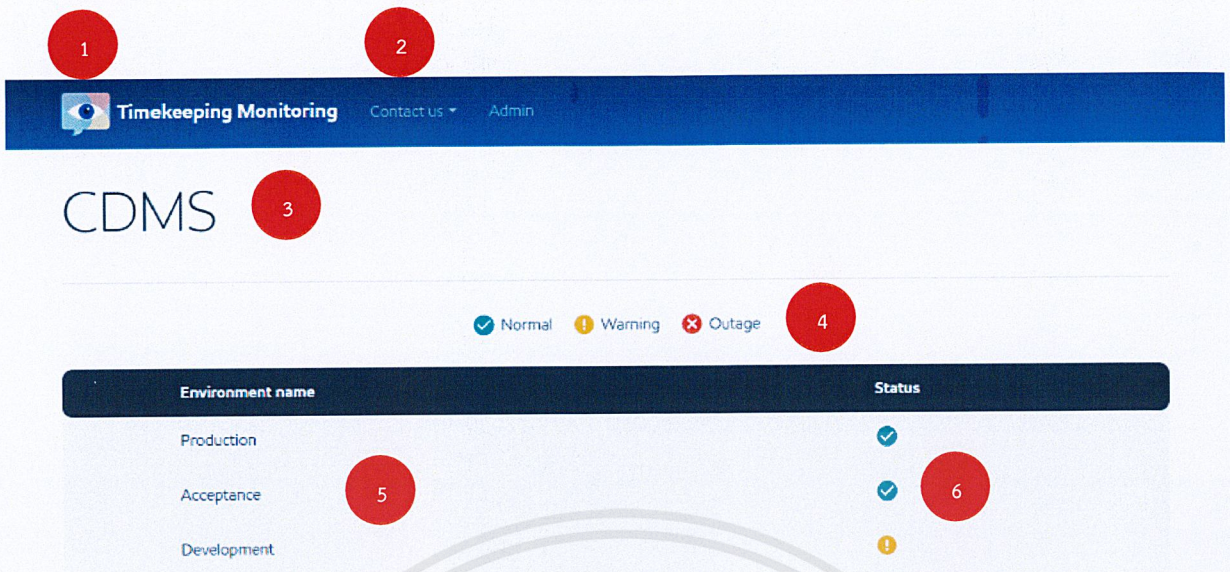 1
2
Timekeeping Monitoring Contact us Admin
CDMS 3
Normal Warning Outage 4
Environment name Status
Production
Acceptance 5 6
Development